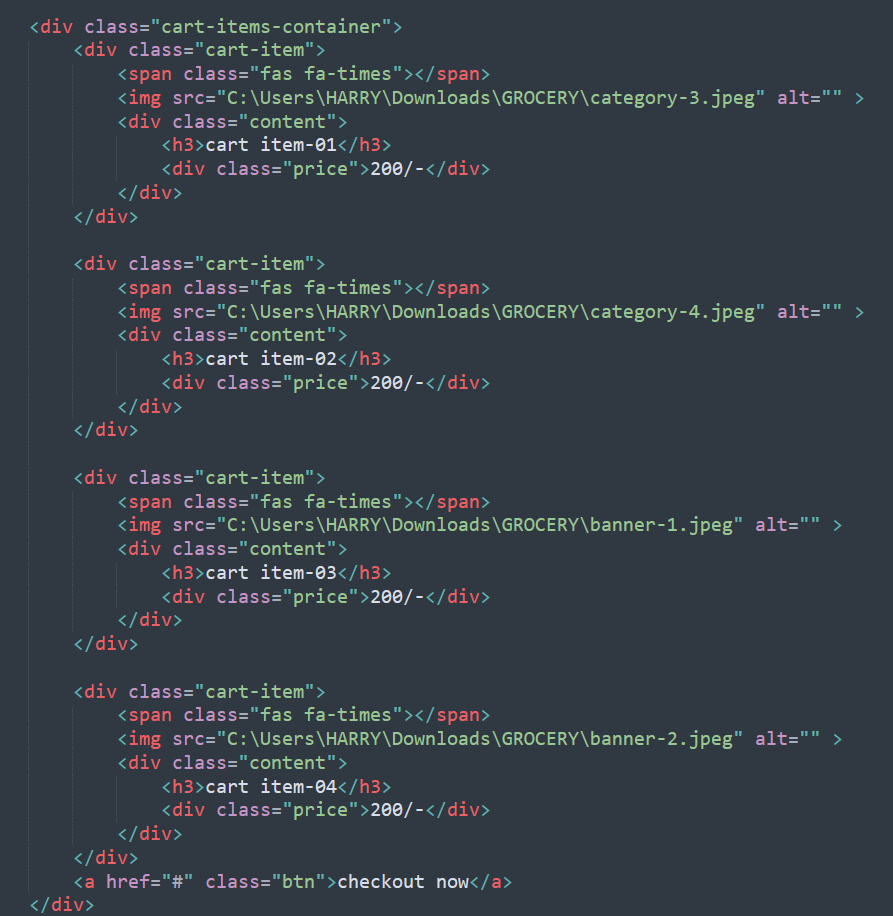 <div class="cart-items-container">
    <div class="cart-item">
        <span class="fas fa-times"></span>
        <img src="C:\Users\HARRY\Downloads\GROCERY\category-3.jpeg" alt="" >
        <div class="content">
            <h3>cart item-01</h3>
            <div class="price">200/-</div>
        </div>
    </div>

    <div class="cart-item">
        <span class="fas fa-times"></span>
        <img src="C:\Users\HARRY\Downloads\GROCERY\category-4.jpeg" alt="" >
        <div class="content">
            <h3>cart item-02</h3>
            <div class="price">200/-</div>
        </div>
    </div>

    <div class="cart-item">
        <span class="fas fa-times"></span>
        <img src="C:\Users\HARRY\Downloads\GROCERY\banner-1.jpeg" alt="" >
        <div class="content">
            <h3>cart item-03</h3>
            <div class="price">200/-</div>
        </div>
    </div>

    <div class="cart-item">
        <span class="fas fa-times"></span>
        <img src="C:\Users\HARRY\Downloads\GROCERY\banner-2.jpeg" alt="" >
        <div class="content">
            <h3>cart item-04</h3>
            <div class="price">200/-</div>
        </div>
    </div>
    <a href="#" class="btn">checkout now</a>
</div>